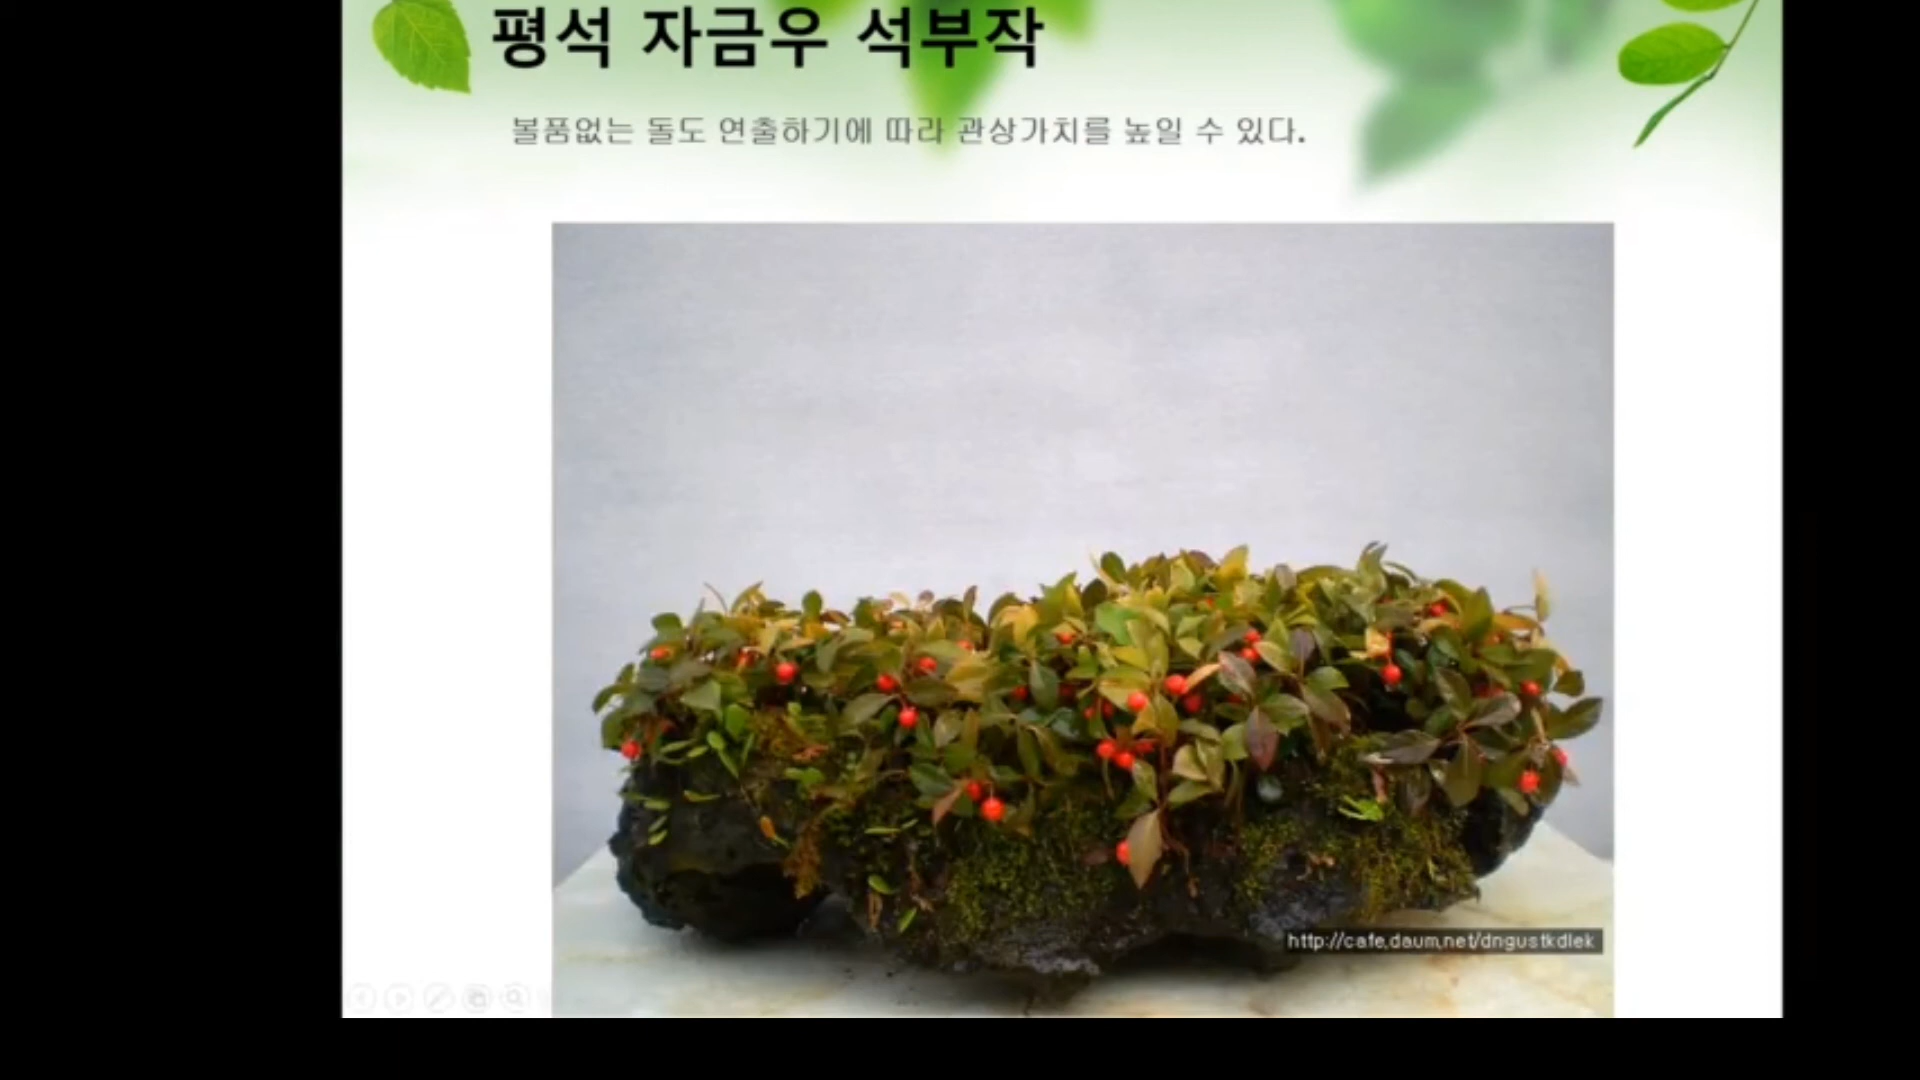 평석 자금우 석부작
볼품없는 돌도 연출하기에 따라 관상가치를 높일 수 있다.
http://cafe.daum.net/dngustkdlek